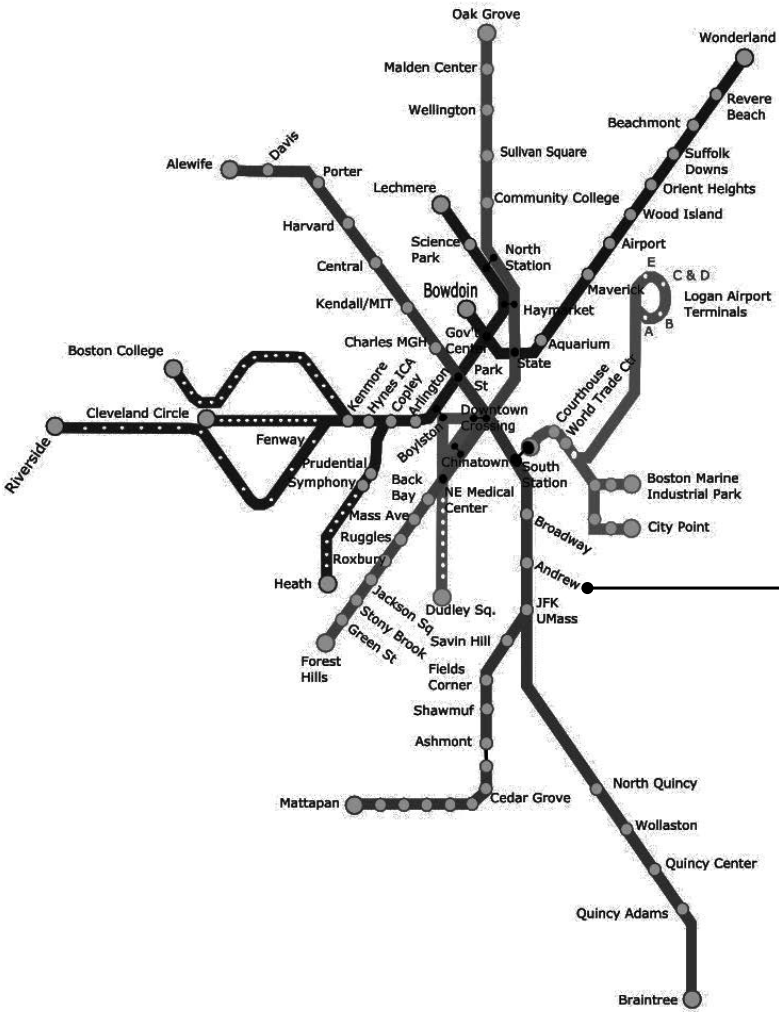 Oak Grove
Wonderland
Malden Center
Revere
Beach
Wellington
Beachmont
Davis
Sullivan Square
Suffolk
Downs
Alewife
Porter
Lechmere
Orient Heights
Community College
Wood Island
Harvard
Science
Park
North
Station
Airport
Central
E
C & D
Maverick
Logan Airport
Terminals
Bowdoin
Kendall/MIT
Haymarket
A
B
Gov't
Center
Charles MGH
Aquarium
Boston College
State
Park
St
Kenmore
Hynes ICA
Copley
Arlington
Courthouse
World Trade Ctr
Cleveland Circle
Downtown
Crossing
Boylston
Fenway
Riverside
Chinatown
South
Station
Prudential
Symphony
Back
Bay
NE Medical
Center
Boston Marine
Industrial Park
Mass Ave
Broadway
City Point
Ruggles
Roxbury
Andrew
Heath
Jackson Sq
Dudley Sq.
JFK
UMass
Stony Brook
Green St
Savin Hill
Forest
Hills
Fields
Corner
Shawmuf
Ashmont
North Quincy
Mattapan
Cedar Grove
Wollaston
Quincy Center
Quincy Adams
Braintree